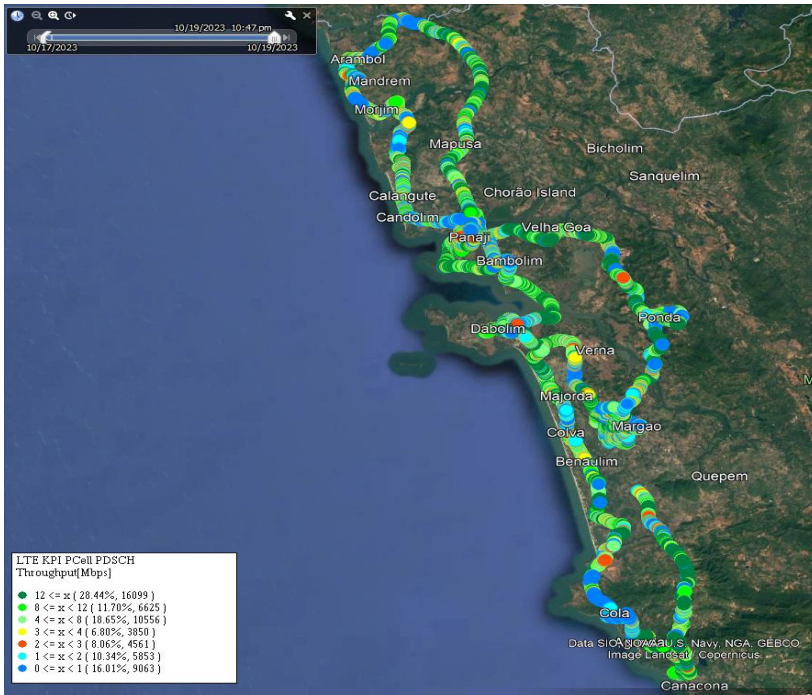 10/19/2023 10:47 pm
10/17/2023 10/19/2023
Arambol
Mandrem
Morjim
Mapusa
Bicholim
Sanquelim
Calangute
Chorão Island
Candolim
Velha Goa
Panaji
Bambolim
Ponda
Dabolim
Verna
Majorda
Margao
Colva
Benaulim
Quepem
Cola
Data SIO, NOAA, U.S. Navy, NGA, GEBCO
Image Landsat / Copernicus
Canacona
LTE KPI PCell PDSCH
Throughput[Mbps]
12 <= x ( 28.44%, 16099 )
8 <= x < 12 ( 11.70%, 6625 )
4 <= x < 8 ( 18.65%, 10556 )
3 <= x < 4 ( 6.80%, 3850 )
2 <= x < 3 ( 8.06%, 4561 )
1 <= x < 2 ( 10.34%, 5853 )
0 <= x < 1 ( 16.01%, 9063 )